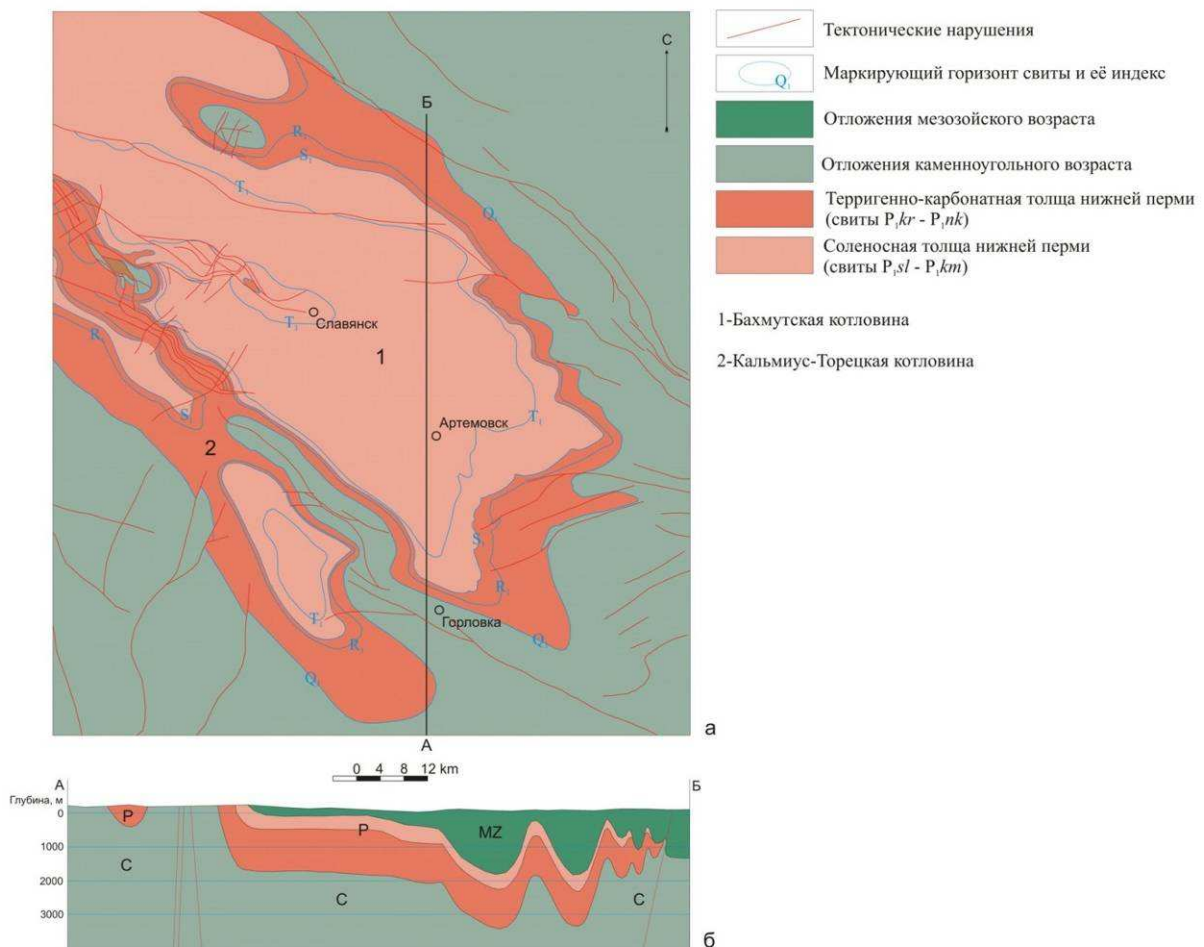 С
Б
R₁
S₁
T₁
Q₁
T₁
R₁
Славянск
1
S₁
Артемовск
T₁
2
S₁
R₁
T₁
R₁
Горловка
Q₁
Q₁
А
а
Тектонические нарушения
Маркирующий горизонт свиты и её индекс
Q₁
Отложения мезозойского возраста
Отложения каменноугольного возраста
Терригенно-карбонатная толща нижней перми
(свиты P₁kr - P₁nk)
Соленосная толща нижней перми
(свиты P₁sl - P₁km)
1-Бахмутская котловина
2-Кальмиус-Торецкая котловина
0 4 8 12 km
А
Б
Глубина, м
0
1000
2000
3000
P
C
P
C
MZ
C
б